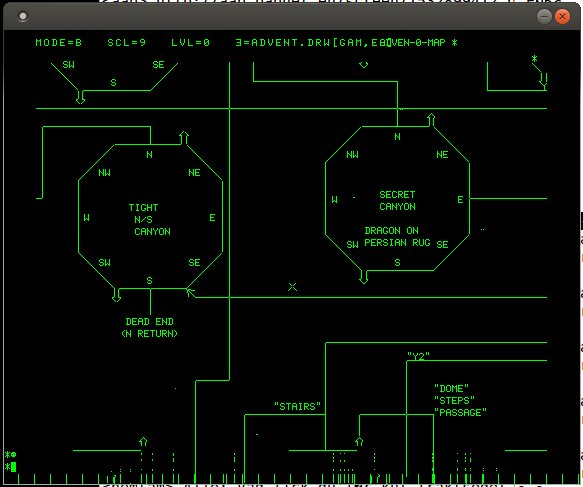 MODE=B SCL=9 LVL=0 ∃=ADVENT.DRW[GAM,EA]VEN-0-MAP *
SW SE
S
*
N
NW NE
TIGHT
N/S
CANYON
W E
SW SE
S
DEAD END
(N RETURN)
N
NW NE
SECRET
CANYON
W E
DRAGON ON
PERSIAN RUG
SW SE
S
"STAIRS"
"Y2"
"DOME"
"STEPS"
"PASSAGE"